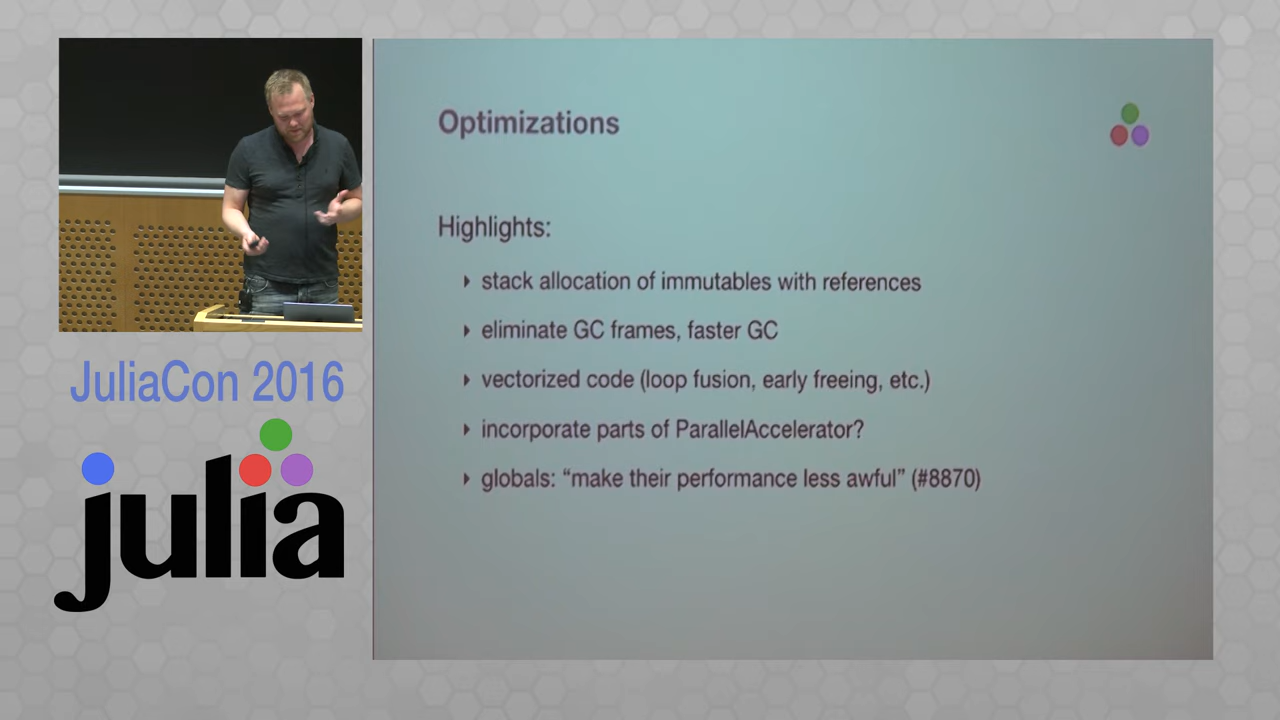 JuliaCon 2016
julia
Optimizations
Highlights:
stack allocation of immutables with references
eliminate GC frames, faster GC
vectorized code (loop fusion, early freeing, etc.)
incorporate parts of ParallelAccelerator?
globals: “make their performance less awful” (#8870)